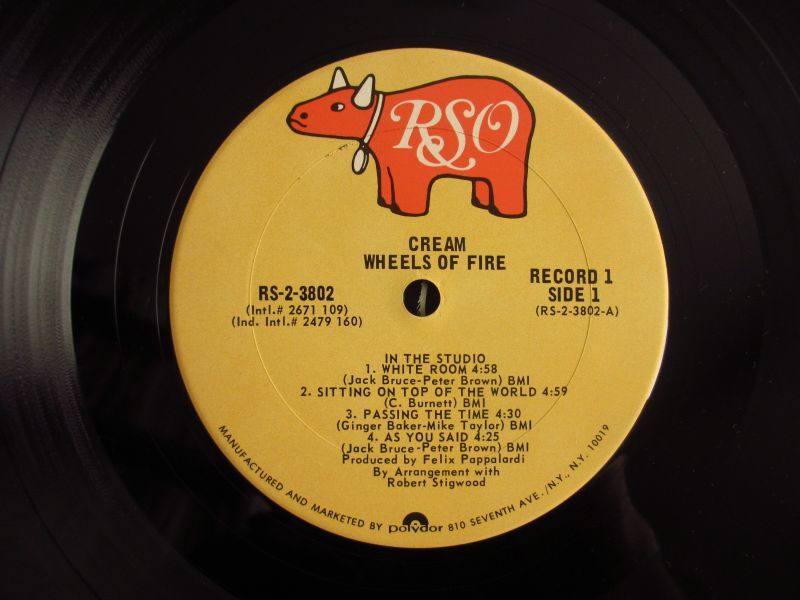 RSO
CREAM
WHEELS OF FIRE
RS-2-3802
(Intl.# 2671 109)
(Ind. Intl.# 2479 160)
RECORD 1
SIDE 1
(RS-2-3802-A)
IN THE STUDIO
1. WHITE ROOM 4:58
(Jack Bruce-Peter Brown) BMI
2. SITTING ON TOP OF THE WORLD 4:59
(C. Burnett) BMI
3. PASSING THE TIME 4:30
(Ginger Baker-Mike Taylor) BMI
4. AS YOU SAID 4:25
(Jack Bruce-Peter Brown) BMI
Produced by Felix Pappalardi
By Arrangement with
Robert Stigwood
MANUFACTURED AND MARKETED BY polydor 810 SEVENTH AVE./N.Y., N.Y. 10019